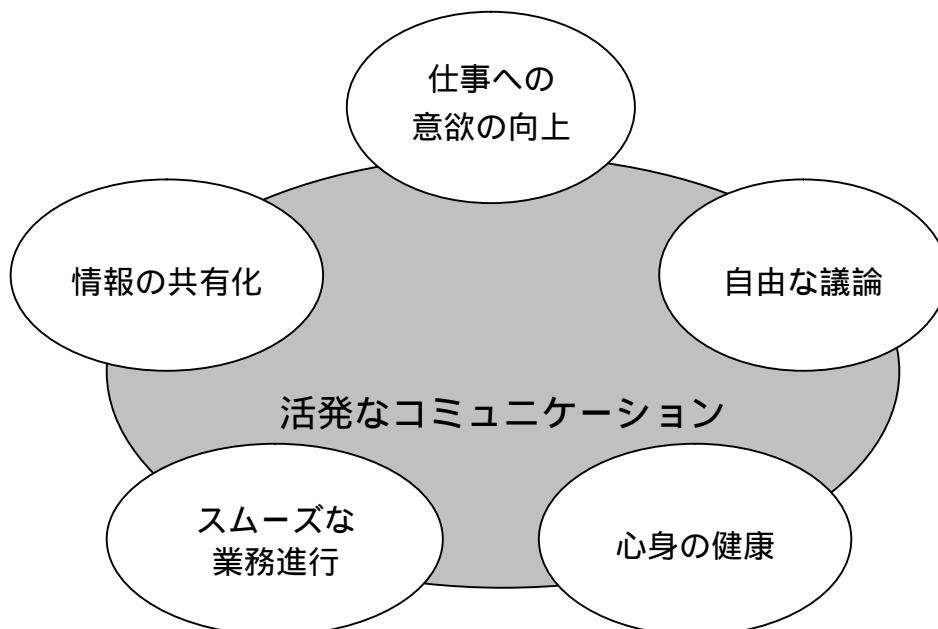 仕事への
意欲の向上
情報の共有化
自由な議論
活発なコミュニケーション
スムーズな
業務進行
心身の健康